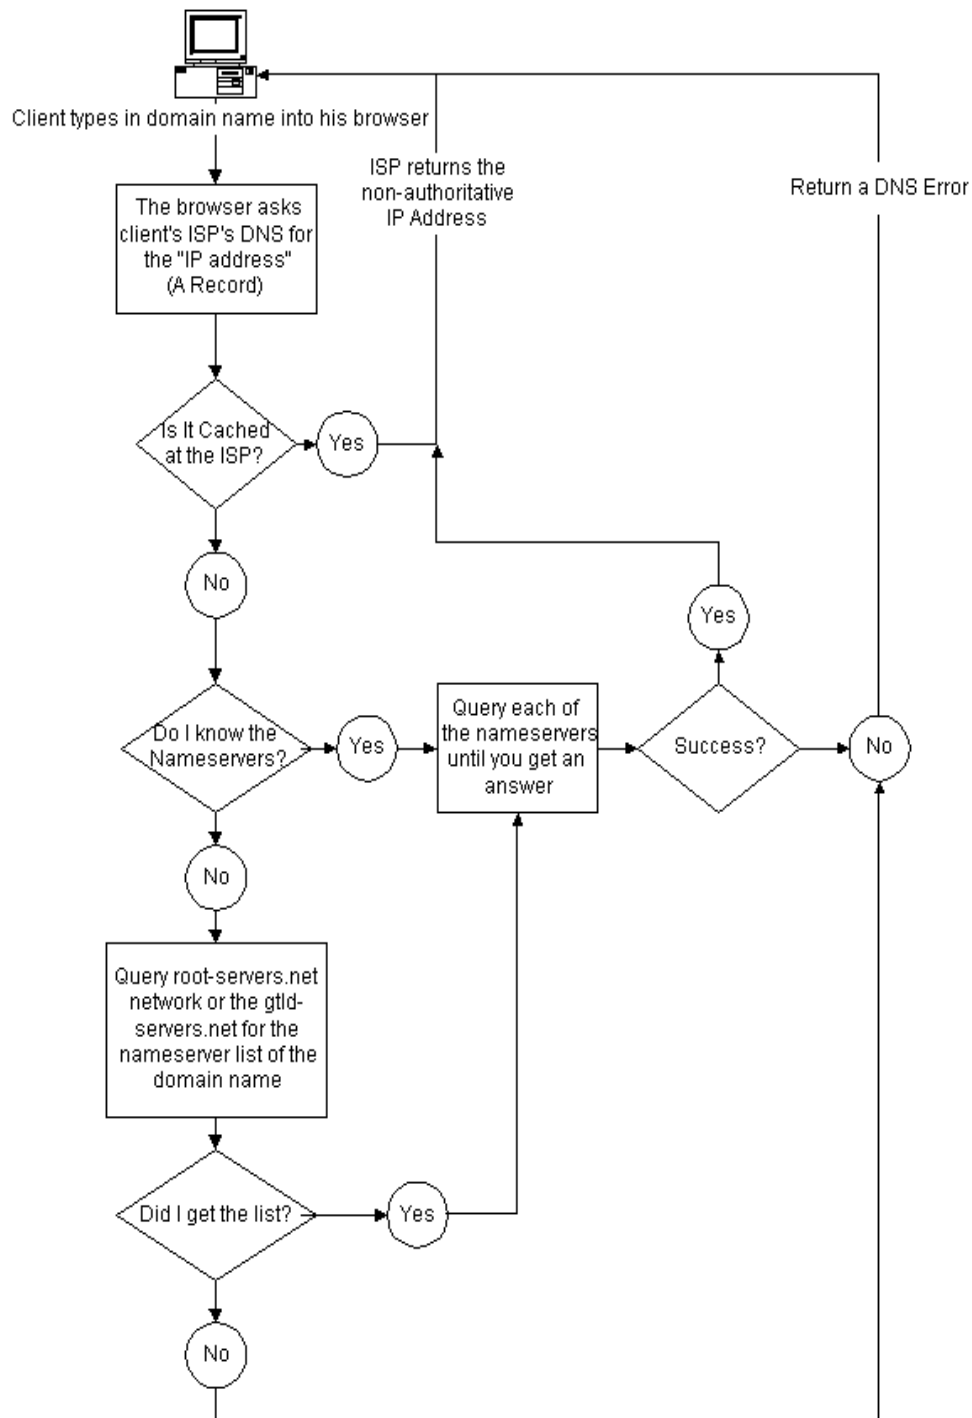 Client types in domain name into his browser
ISP returns the
non-authoritative
IP Address
Return a DNS Error
The browser asks
client's ISP's DNS for
the "IP address"
(A Record)
Is It Cached
at the ISP?
Yes
No
Yes
Do I know the
Nameservers?
Yes
Query each of
the nameservers
until you get an
answer
Success?
No
No
Query root-servers.net
network or the gtld-
servers.net for the
nameserver list of the
domain name
Did I get the list?
Yes
No